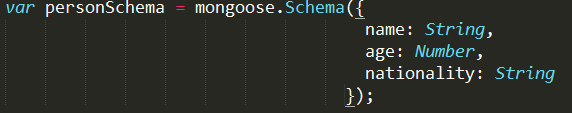 var personSchema = mongoose.Schema({
name: String,
age: Number,
nationality: String
});